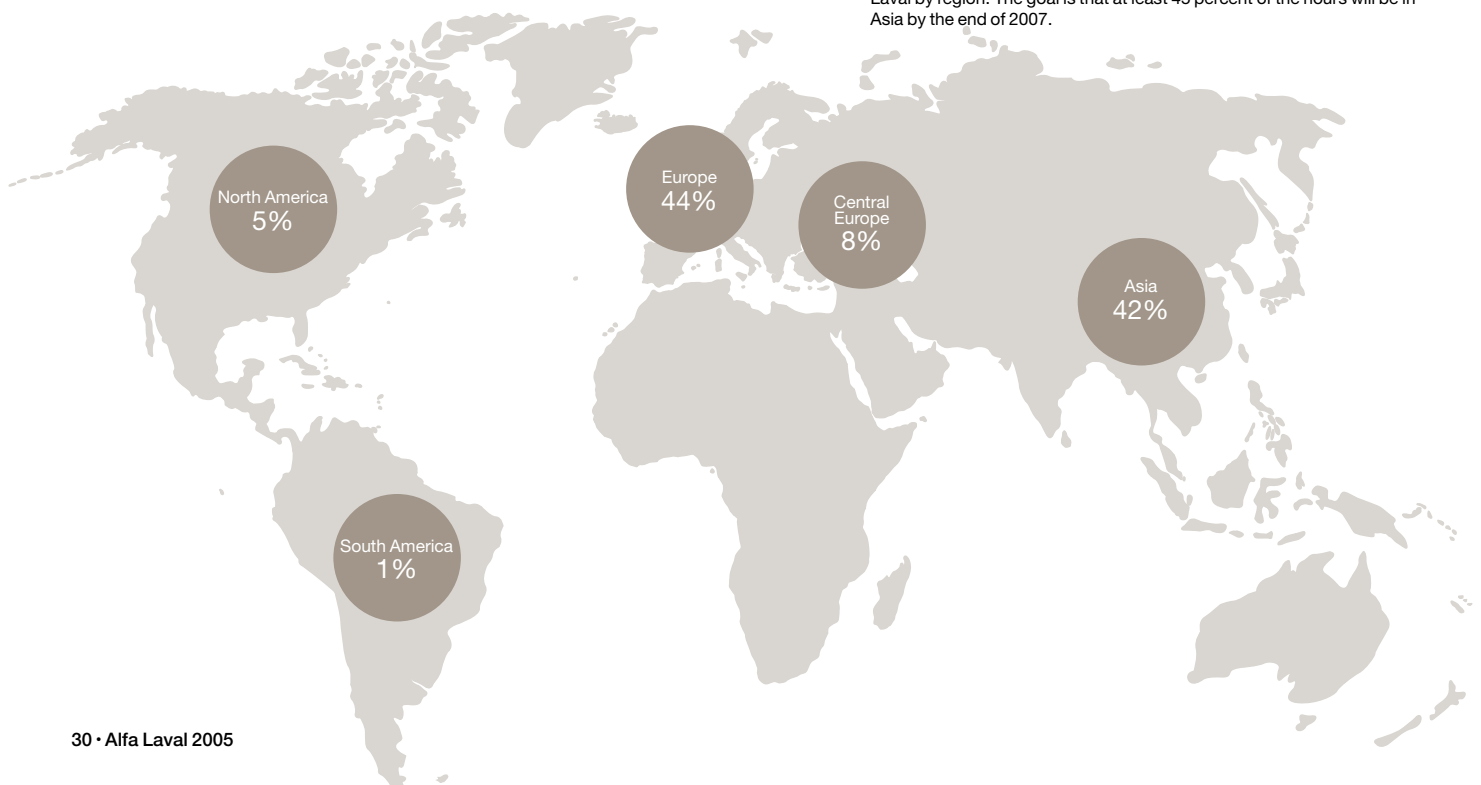 Laval by region. The goal is that at least 45 percent of the hours will be in
Asia by the end of 2007.
North America
5%
Europe
44%
Central
Europe
8%
Asia
42%
South America
1%
30 • Alfa Laval 2005